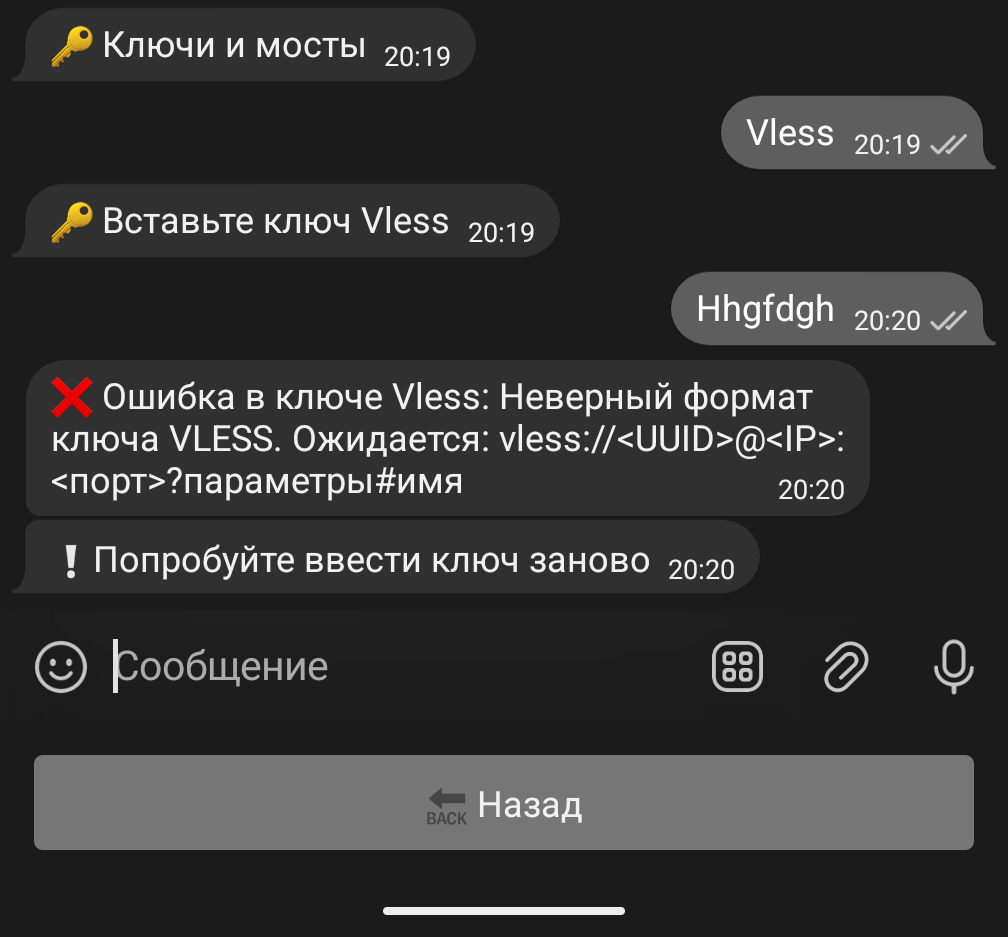 🔑 Ключи и мосты 20:19
Vless 20:19
🔑 Вставьте ключ Vless 20:19
Hhgfdgh 20:20
❌ Ошибка в ключе Vless: Неверный формат
ключа VLESS. Ожидается: vless://<UUID>@<IP>:
<порт>?параметры#имя 20:20
❗ Попробуйте ввести ключ заново 20:20
Сообщение
BACK Назад